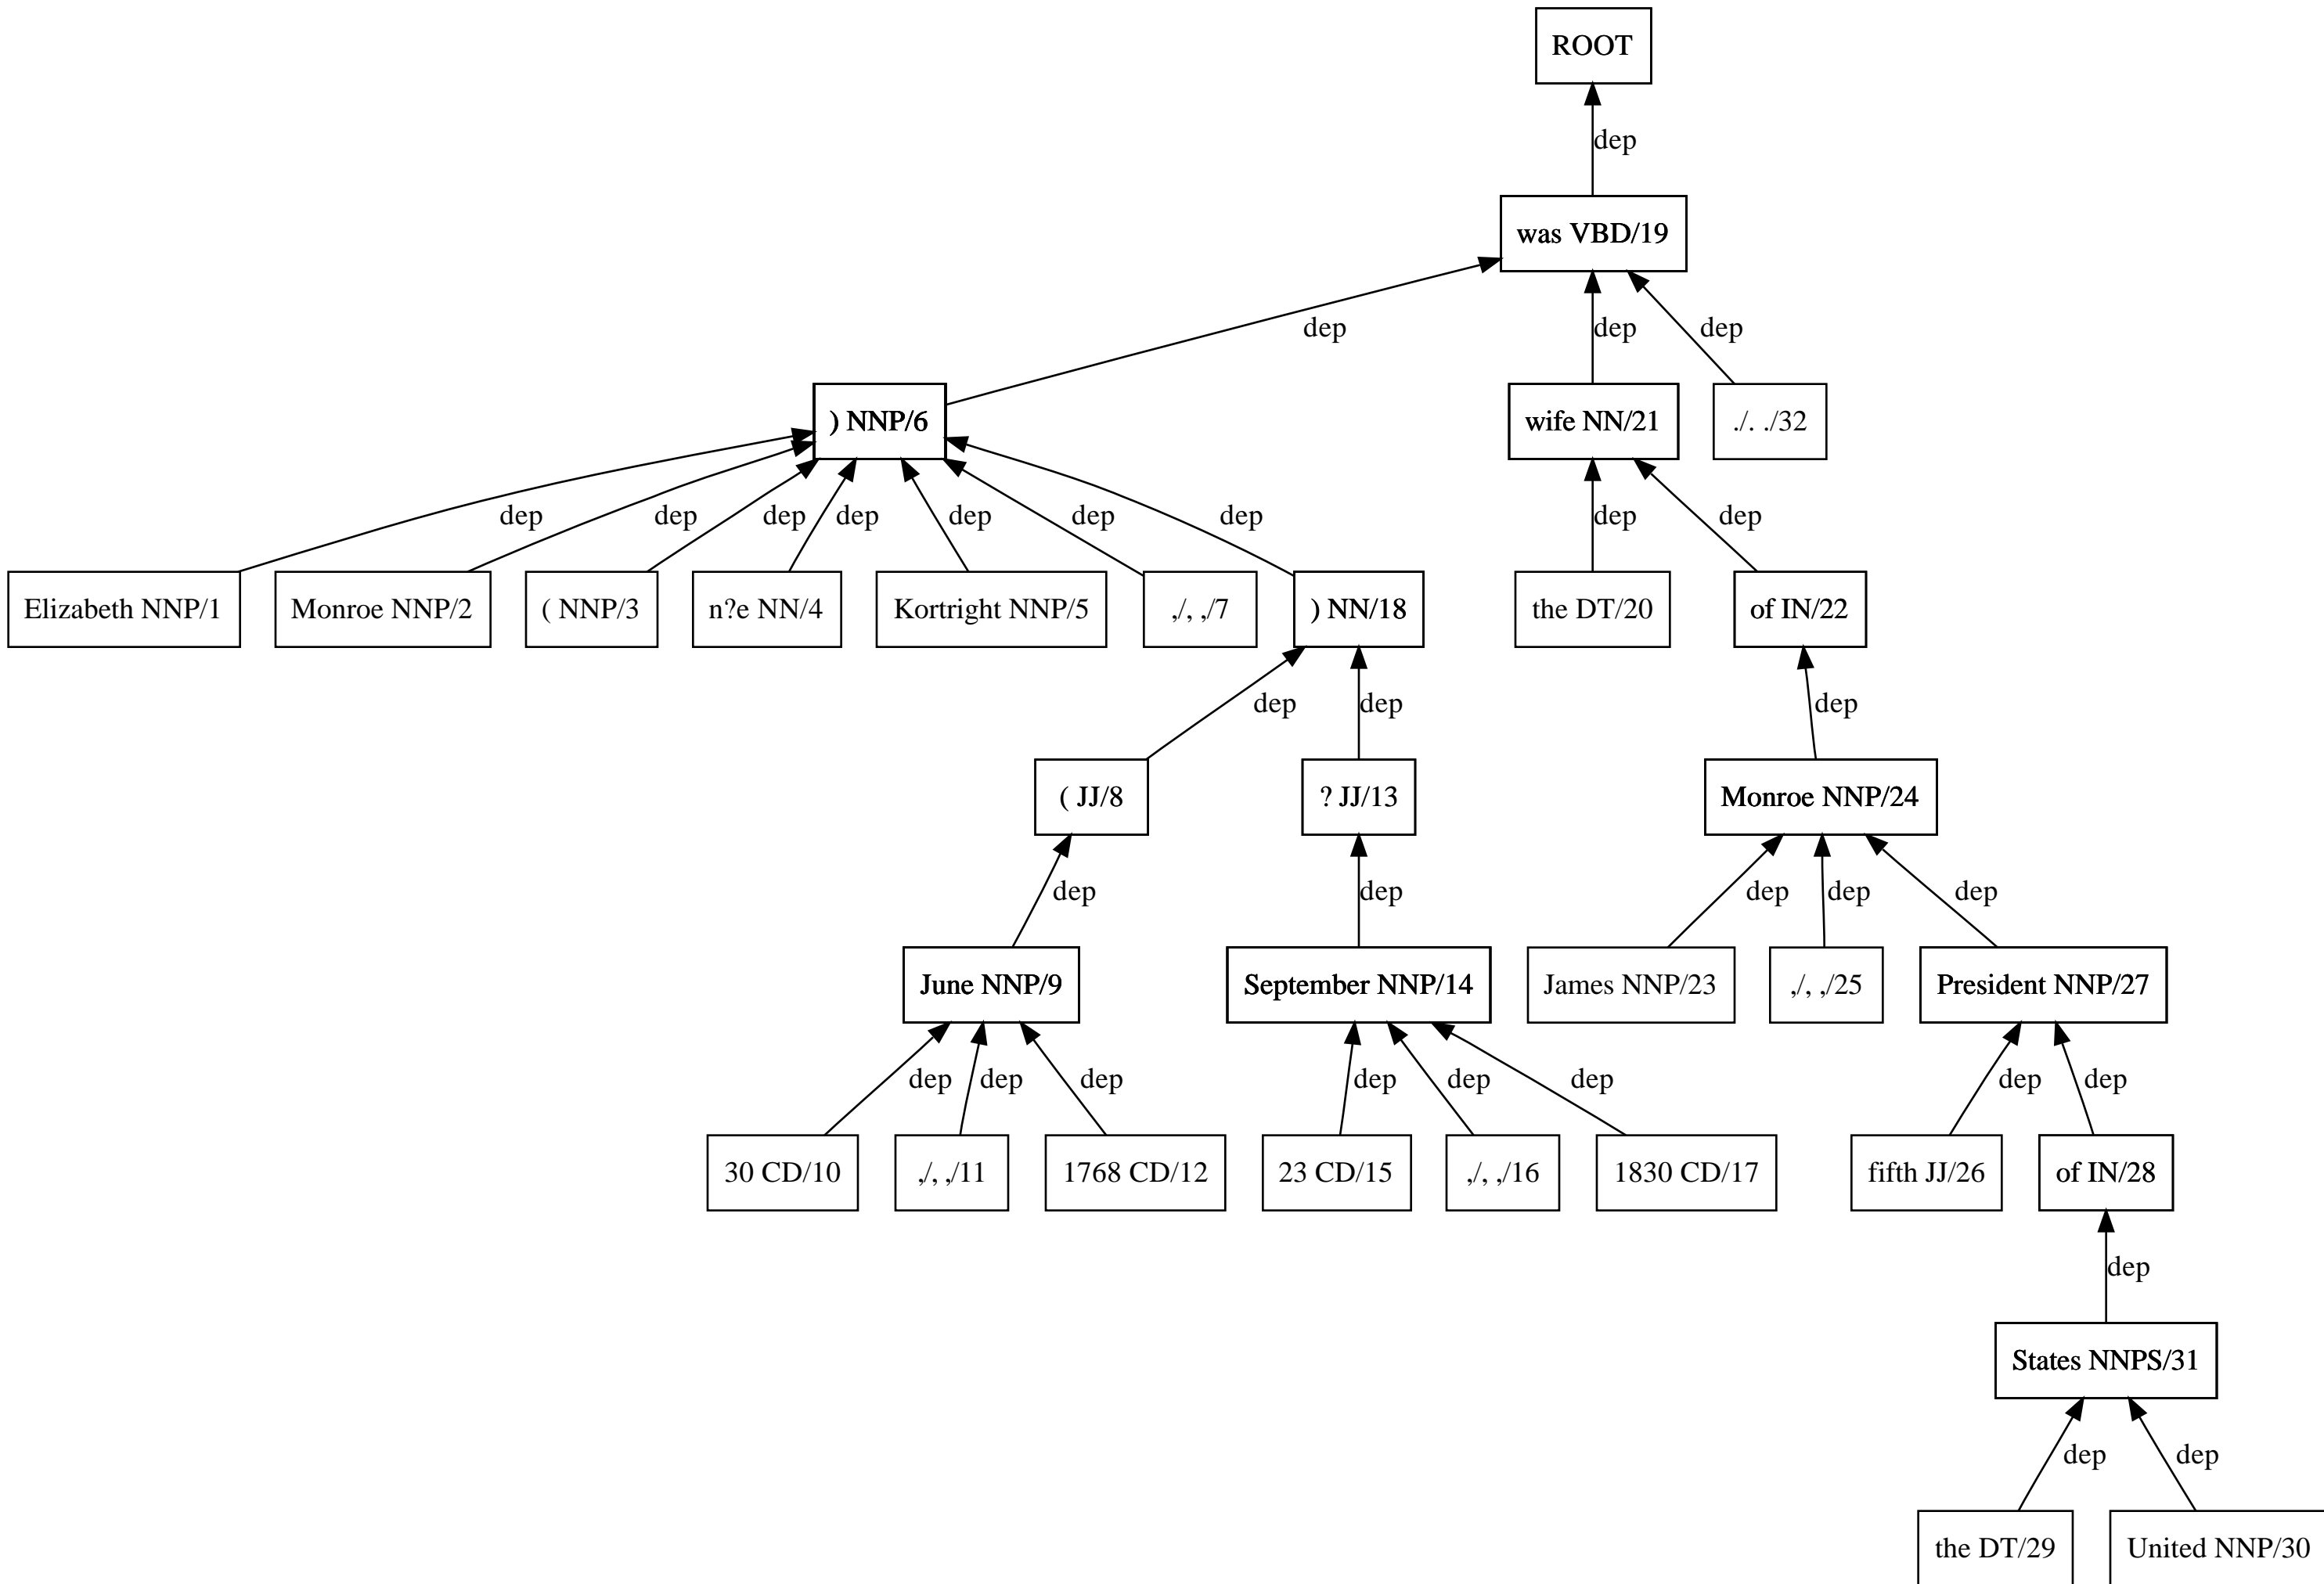 ROOT
dep
was VBD/19
dep dep dep
) NNP/6 wife NN/21 ./. ./32
dep dep dep dep dep dep dep dep dep
Elizabeth NNP/1 Monroe NNP/2 ( NNP/3 n?e NN/4 Kortright NNP/5 ,/, ,/7 ) NN/18 the DT/20 of IN/22
dep dep dep
( JJ/8 ? JJ/13 Monroe NNP/24
dep dep dep dep dep
June NNP/9 September NNP/14 James NNP/23 ,/, ,/25 President NNP/27
dep dep dep dep dep dep dep dep
30 CD/10 ,/, ,/11 1768 CD/12 23 CD/15 ,/, ,/16 1830 CD/17 fifth JJ/26 of IN/28
dep
States NNPS/31
dep dep
the DT/29 United NNP/30